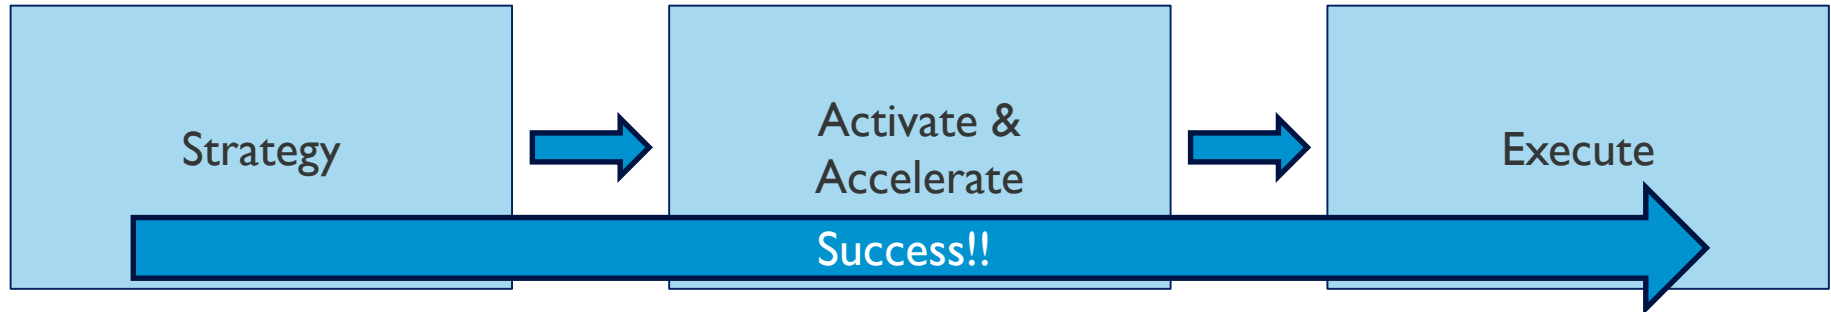 Strategy
Activate &
Accelerate
Execute
Success!!